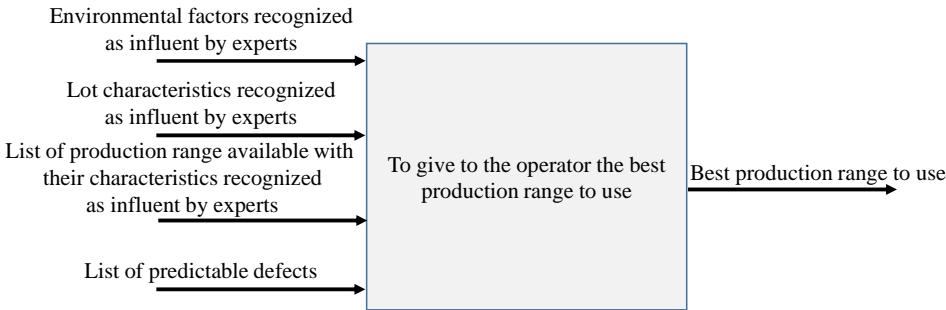 Environmental factors recognized
as influent by experts
Lot characteristics recognized
as influent by experts
List of production range available with
their characteristics recognized
as influent by experts
List of predictable defects
To give to the operator the best
production range to use
Best production range to use